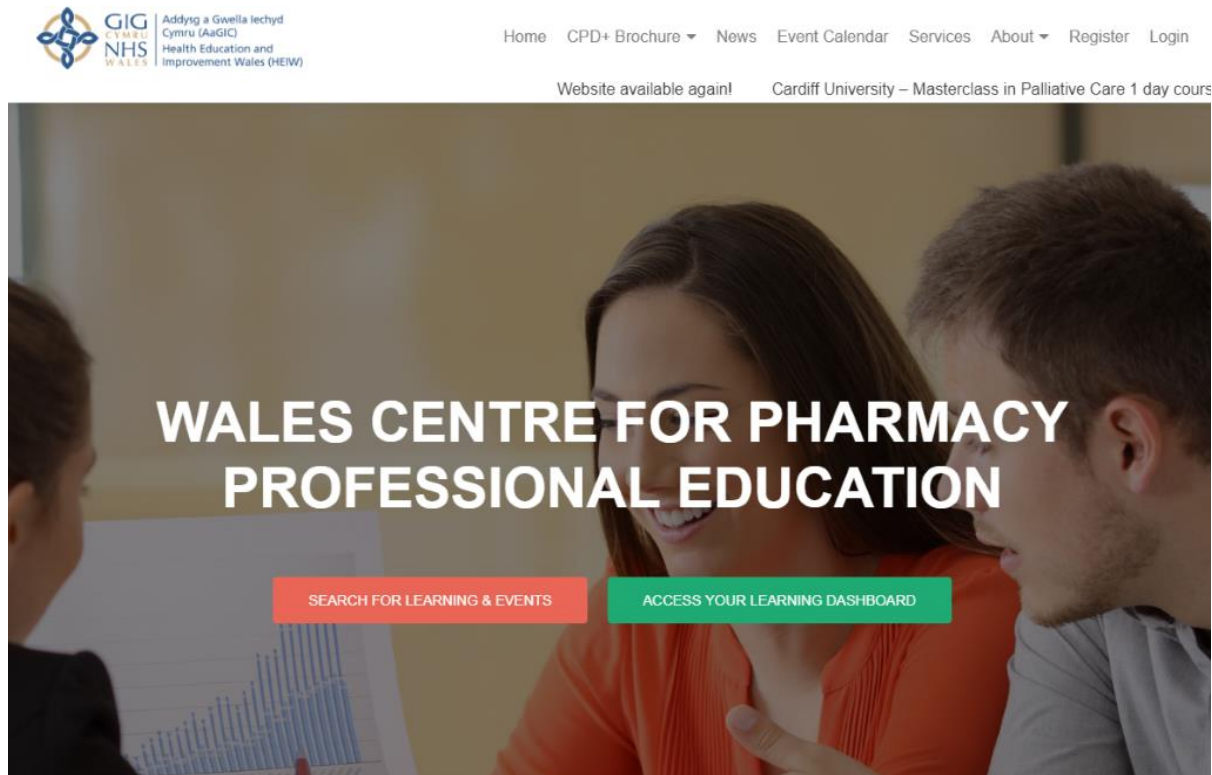 GIG
CYMRU
NHS
WALES
Addysg a Gwella Iechyd
Cymru (AaGIC)
Health Education and
Improvement Wales (HEIW)
Home CPD+ Brochure News Event Calendar Services About Register Login
Website available again! Cardiff University – Masterclass in Palliative Care 1 day cours
WALES CENTRE FOR PHARMACY
PROFESSIONAL EDUCATION
SEARCH FOR LEARNING & EVENTS
ACCESS YOUR LEARNING DASHBOARD